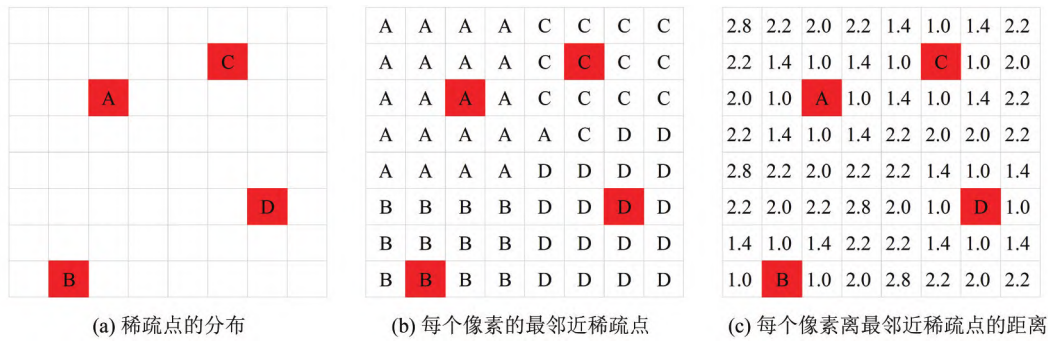 C
A
D
B
(a) 稀疏点的分布
A A A A C C C C
A A A A C C C C
A A A A C C C C
A A A A A C D D
A A A A D D D D
B B B B D D D D
B B B B D D D D
B B B B D D D D
(b) 每个像素的最邻近稀疏点
2.8 2.2 2.0 2.2 1.4 1.0 1.4 2.2
2.2 1.4 1.0 1.4 1.0 C 1.0 2.0
2.0 1.0 A 1.0 1.4 1.0 1.4 2.2
2.2 1.4 1.0 1.4 2.2 2.0 2.0 2.2
2.8 2.2 2.0 2.2 2.2 1.4 1.0 1.4
2.2 2.0 2.2 2.8 2.0 1.0 D 1.0
1.4 1.0 1.4 2.2 2.2 1.4 1.0 1.4
1.0 B 1.0 2.0 2.8 2.2 2.0 2.2
(c) 每个像素离最邻近稀疏点的距离